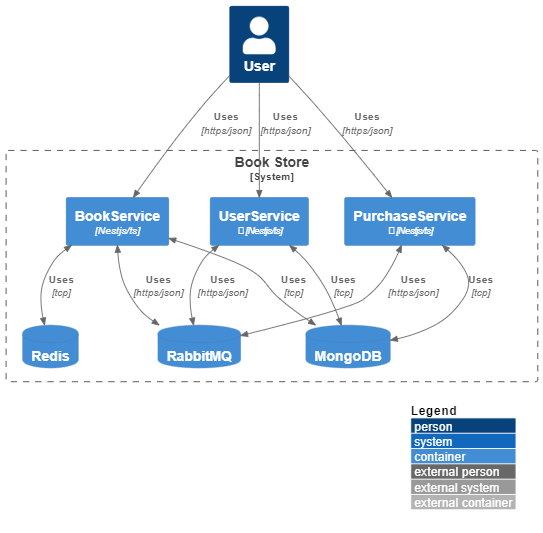 User
Uses
[https/json]
Uses
[https/json]
Uses
[https/json]
Book Store
[System]
BookService
[Nestjs/ts]
UserService
[Nestjs/ts]
PurchaseService
[Nestjs/ts]
Uses
[tcp]
Uses
[https/json]
Uses
[https/json]
Uses
[tcp]
Uses
[tcp]
Uses
[https/json]
Uses
[tcp]
Redis
RabbitMQ
MongoDB
Legend
person
system
container
external person
external system
external container